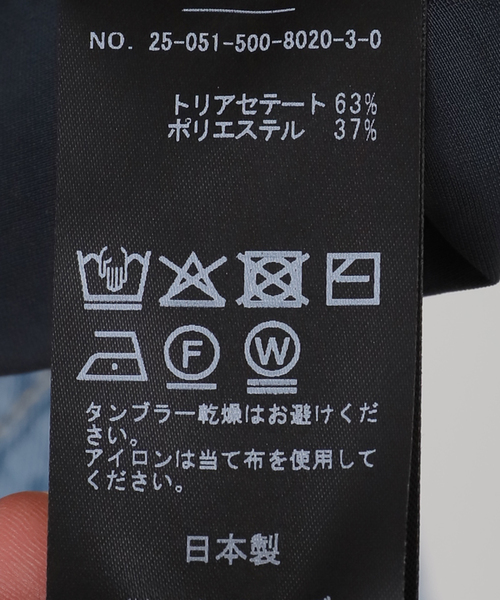 NO. 25-051-500-8020-3-0
トリアセテート 63%
ポリエステル 37%
F W
タンブラー乾燥はお避けくだ
さい。
アイロンは当て布を使用して
ください。
日本製